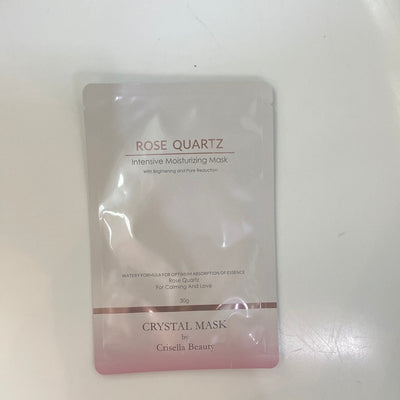 ROSE QUARTZ
Intensive Moisturizing Mask
With Brightening and Pore Reduction
WATERY FORMULA FOR OPTIMUM ABSORPTION OF ESSENCE
Rose Quartz
For Calming And Love
30g
CRYSTAL MASK
by
Crisella Beauty